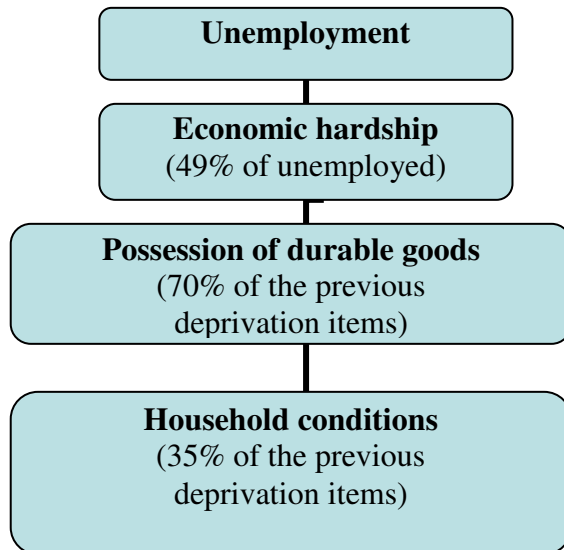 Unemployment
Economic hardship
(49% of unemployed)
Possession of durable goods
(70% of the previous
deprivation items)
Household conditions
(35% of the previous
deprivation items)